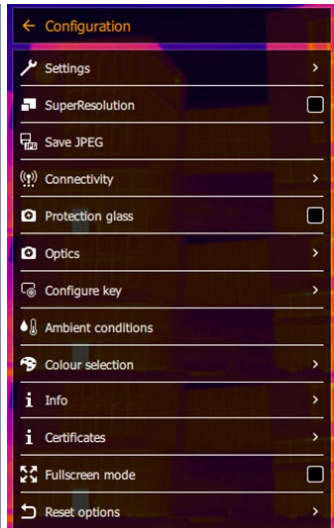 Configuration
Settings
SuperResolution
JPG
Save JPEG
Connectivity
Protection glass
Optics
Configure key
Ambient conditions
Colour selection
Info
Certificates
Fullscreen mode
Reset options